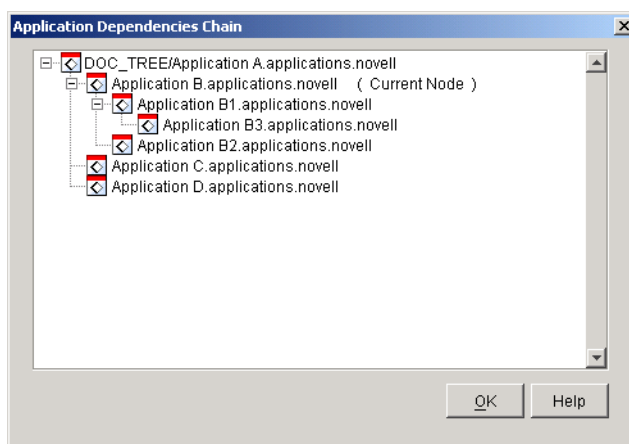 Application Dependencies Chain
DOC_TREE/Application A.applications.novell
Application B.applications.novell ( Current Node )
Application B1.applications.novell
Application B3.applications.novell
Application B2.applications.novell
Application C.applications.novell
Application D.applications.novell
OK Help